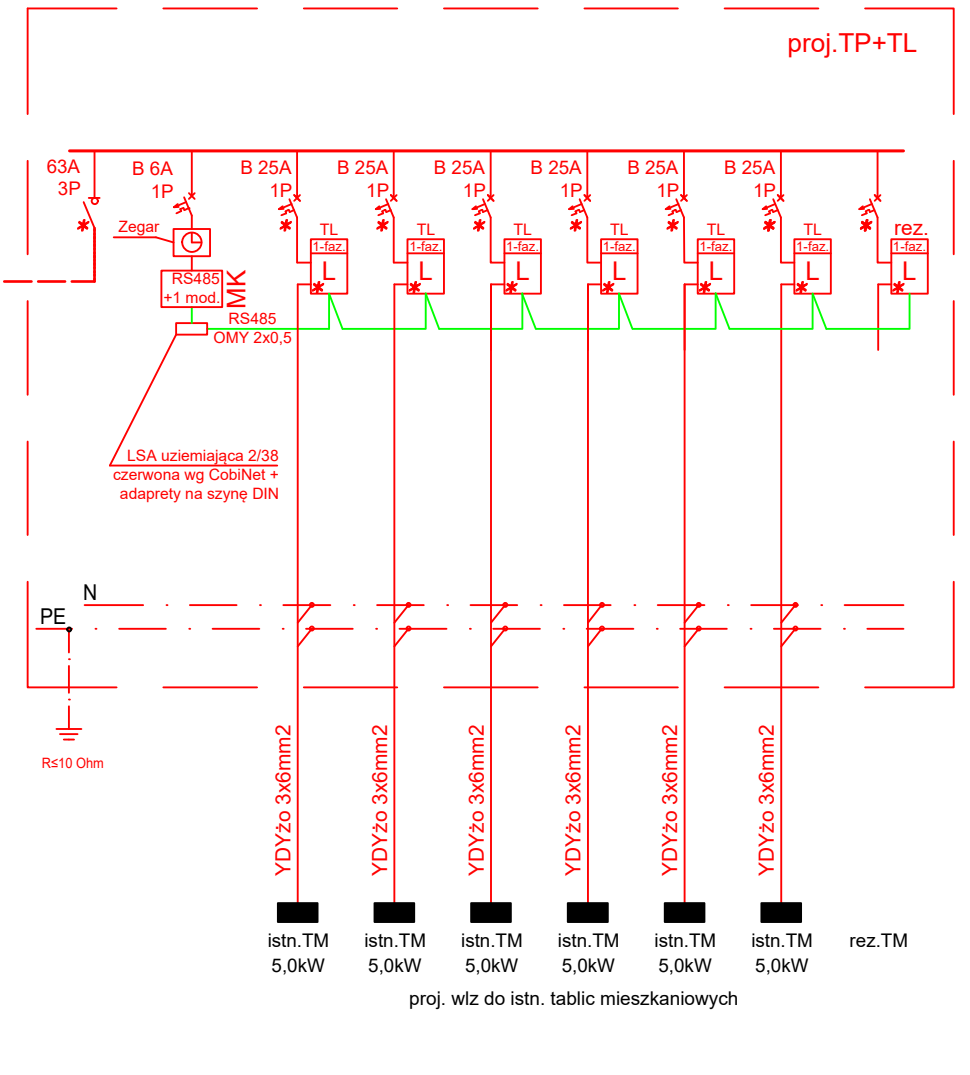 proj.TP+TL
63A
3P
B 6A
1P
B 25A
1P
B 25A
1P
B 25A
1P
B 25A
1P
B 25A
1P
B 25A
1P
Zegar
TL
1-faz.
L
TL
1-faz.
L
TL
1-faz.
L
TL
1-faz.
L
TL
1-faz.
L
TL
1-faz.
L
rez.
1-faz.
L
RS485
+1 mod.
MK
RS485
OMY 2x0,5
LSA uziemiająca 2/38
czerwona wg CobiNet +
adaprety na szynę DIN
N
PE
R≤10 Ohm
YDYżo 3x6mm2
YDYżo 3x6mm2
YDYżo 3x6mm2
YDYżo 3x6mm2
YDYżo 3x6mm2
YDYżo 3x6mm2
istn.TM
5,0kW
istn.TM
5,0kW
istn.TM
5,0kW
istn.TM
5,0kW
istn.TM
5,0kW
istn.TM
5,0kW
rez.TM
proj. wlz do istn. tablic mieszkaniowych